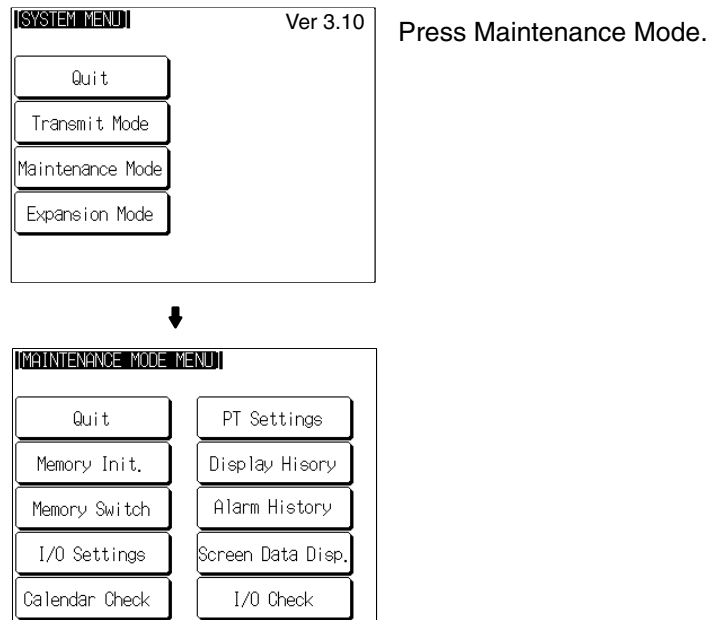 [SYSTEM MENU]
Ver 3.10
Press Maintenance Mode.
Quit
Transmit Mode
Maintenance Mode
Expansion Mode
[MAINTENANCE MODE MENU]
Quit
PT Settings
Memory Init.
Display Hisory
Memory Switch
Alarm History
I/O Settings
Screen Data Disp.
Calendar Check
I/O Check